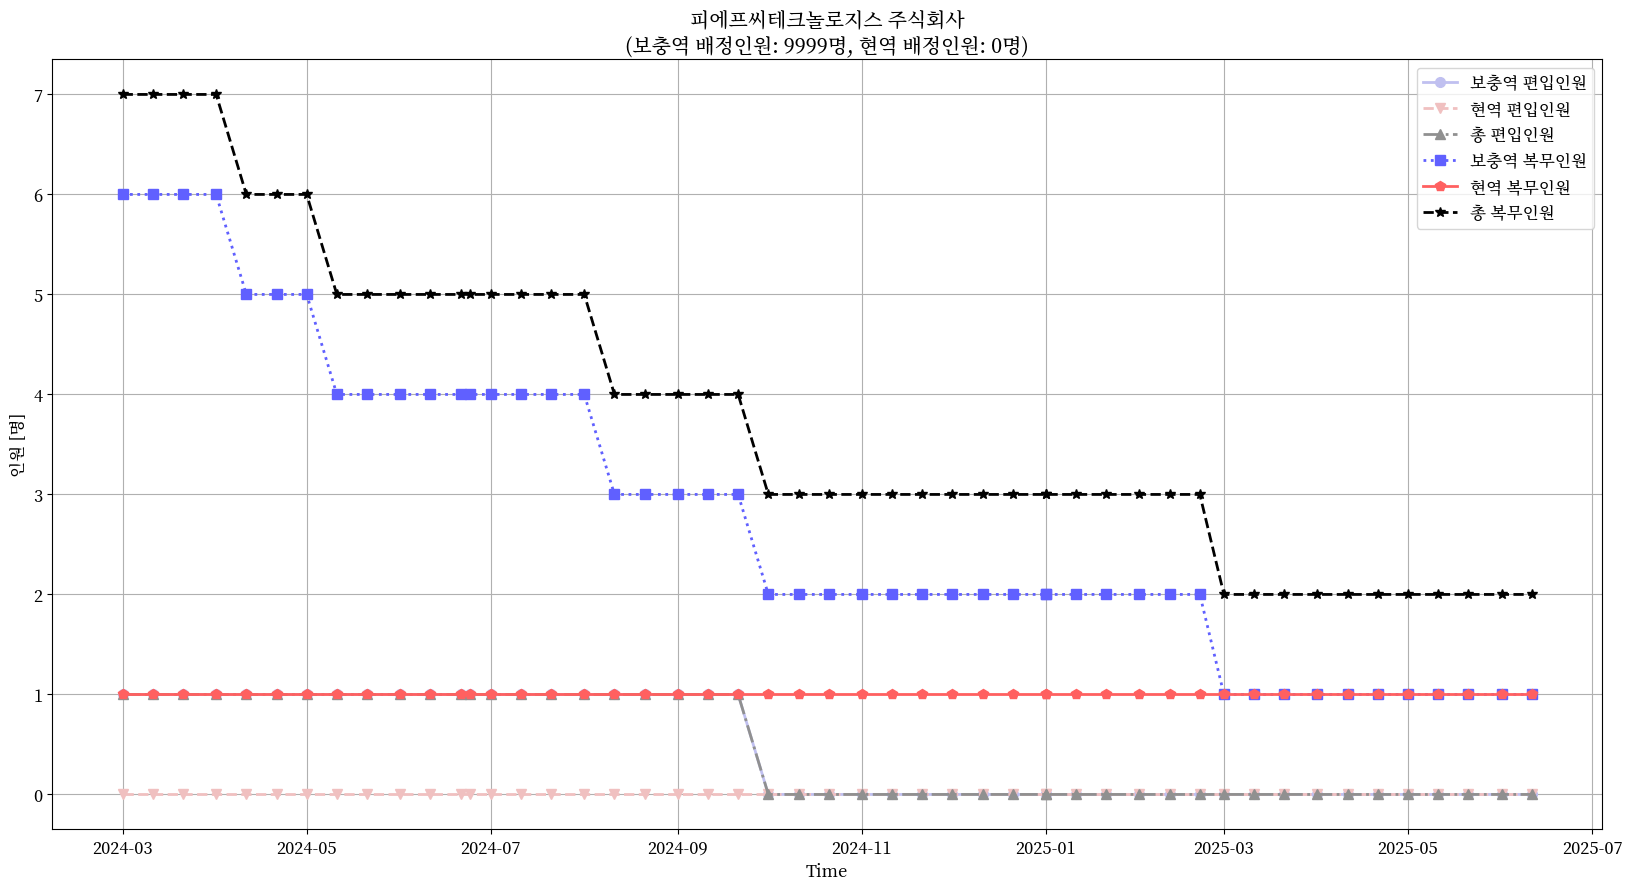 피에프씨테크놀로지스 주식회사
(보충역 배정인원: 9999명, 현역 배정인원: 0명)
보충역 편입인원
현역 편입인원
총 편입인원
보충역 복무인원
현역 복무인원
총 복무인원
인원 [명]
7
6
5
4
3
2
1
0
2024-03
2024-05
2024-07
2024-09
2024-11
2025-01
2025-03
2025-05
2025-07
Time